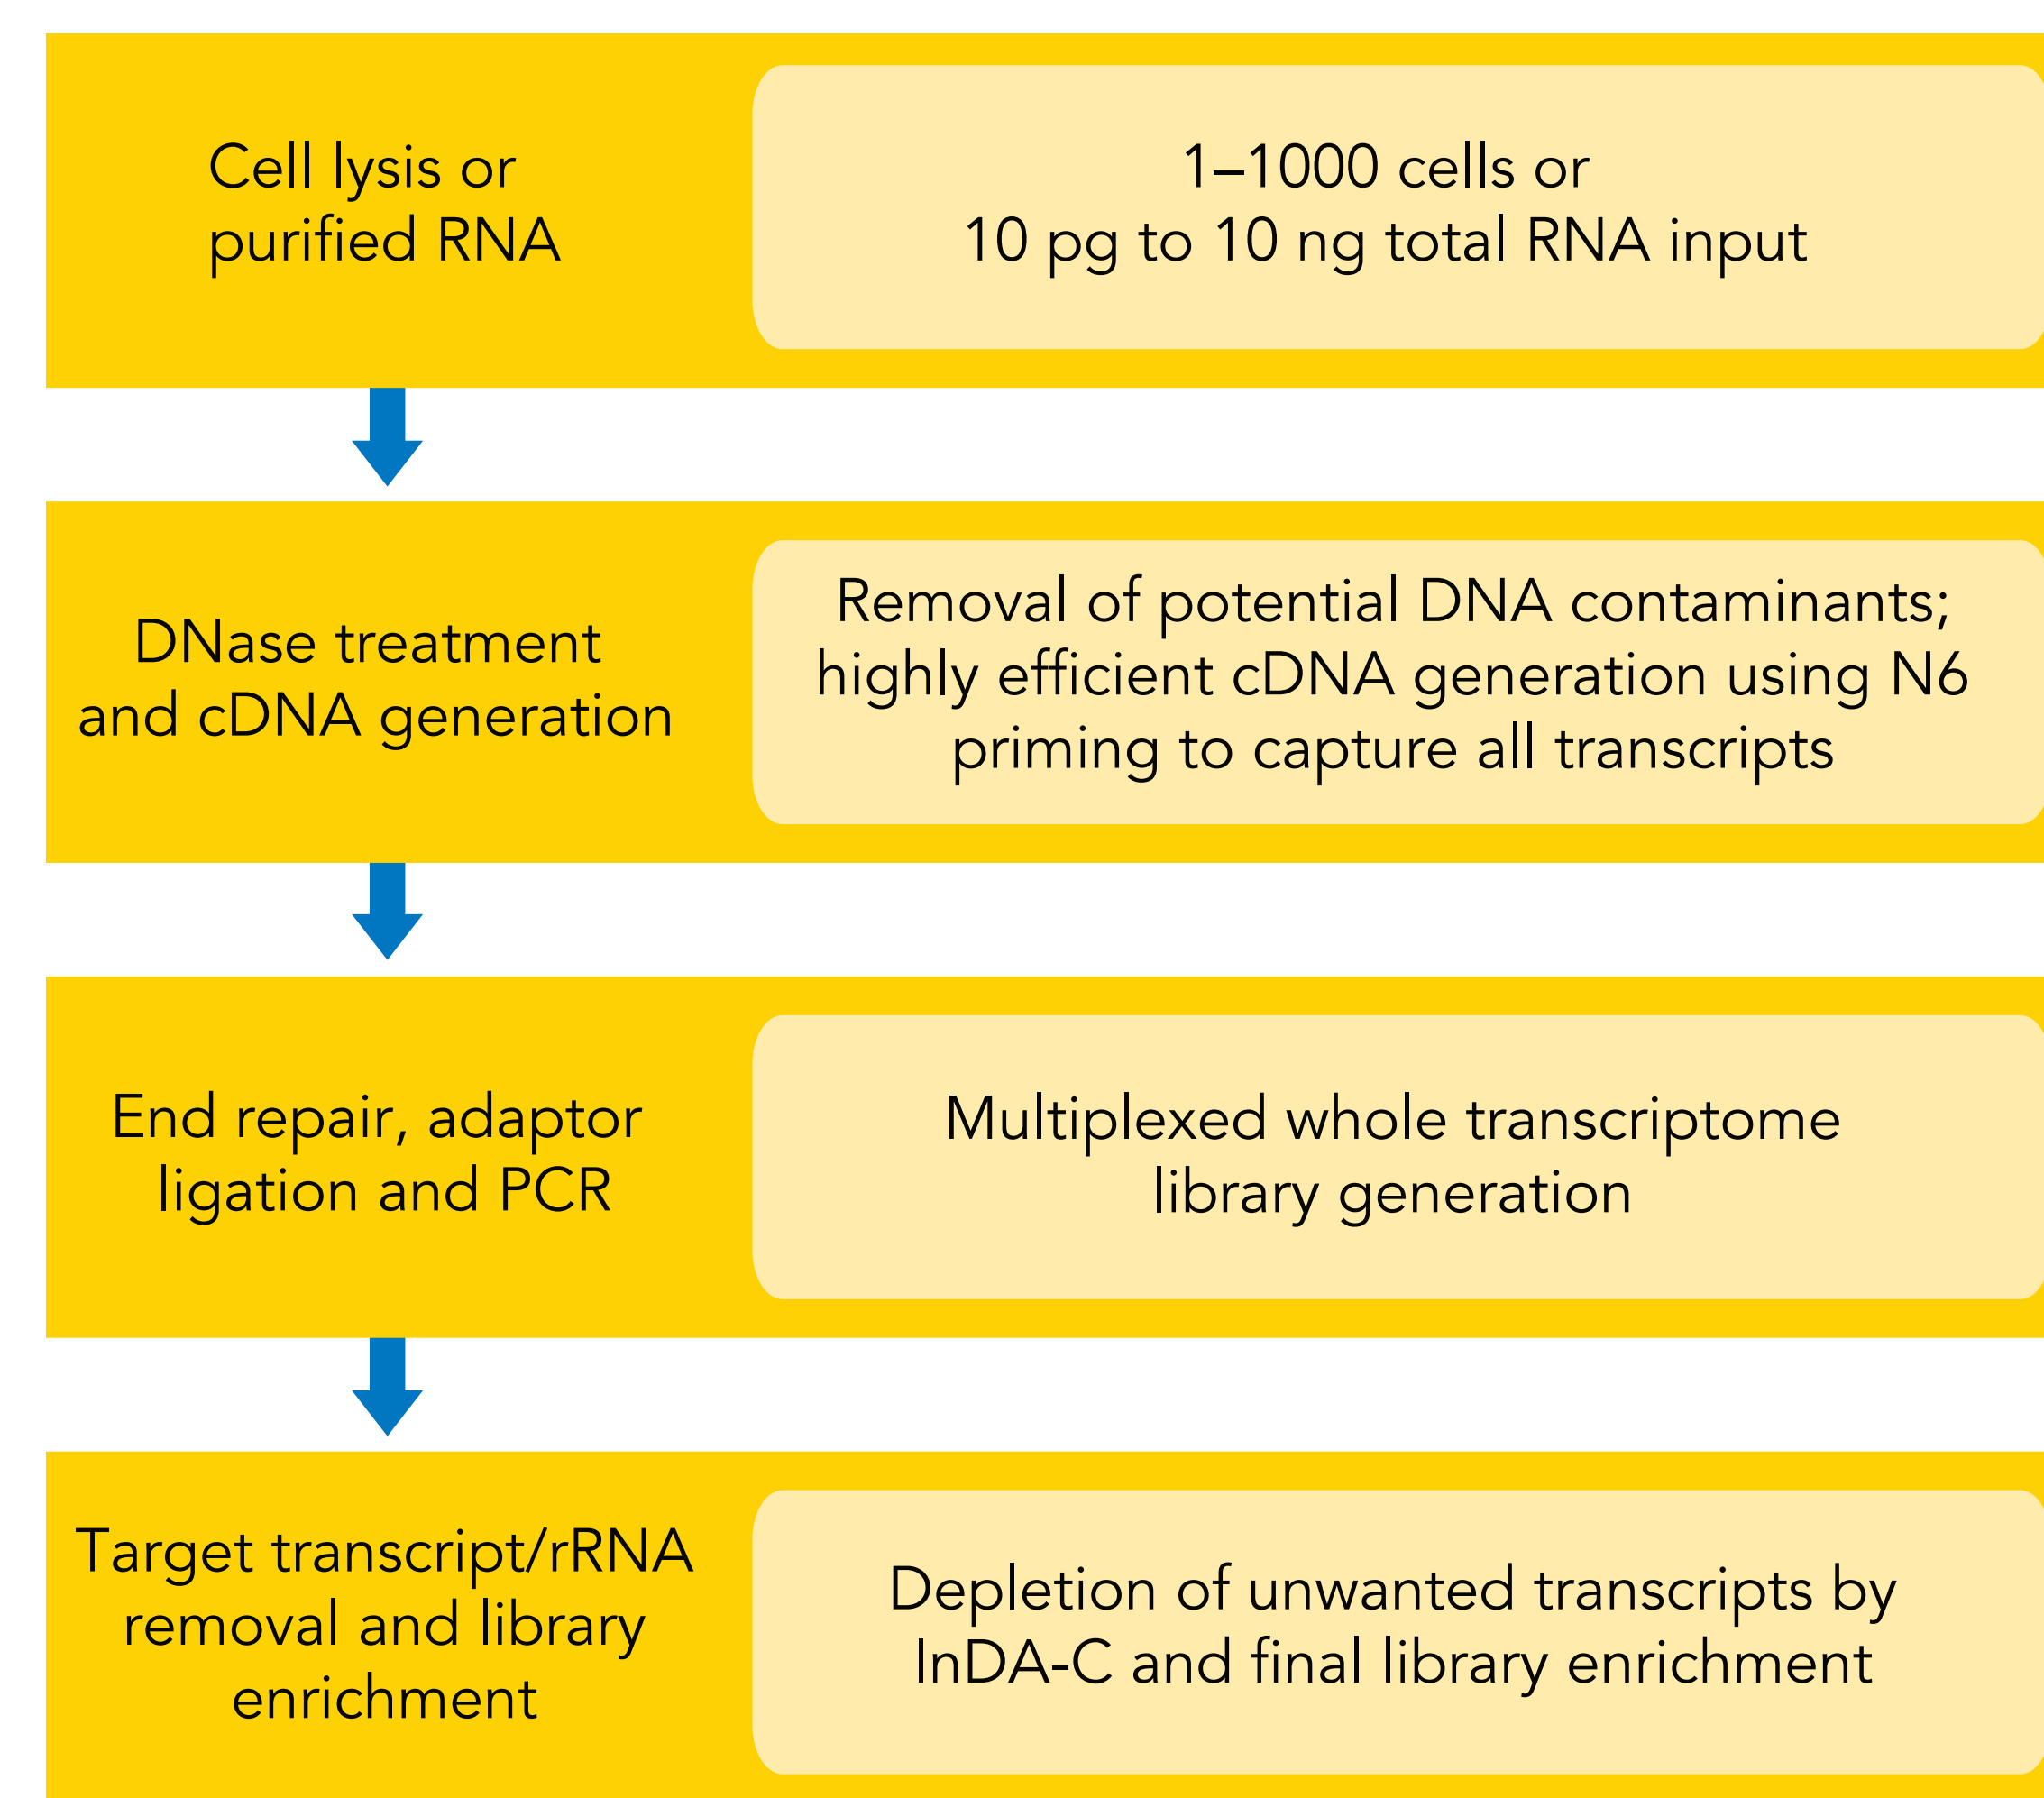 Cell lysis or
purified RNA
1–1000 cells or
10 pg to 10 ng total RNA input
DNase treatment
and cDNA generation
Removal of potential DNA contaminants;
highly efficient cDNA generation using N6
priming to capture all transcripts
End repair, adaptor
ligation and PCR
Multiplexed whole transcriptome
library generation
Target transcript/rRNA
removal and library
enrichment
Depletion of unwanted transcripts by
InDA-C and final library enrichment